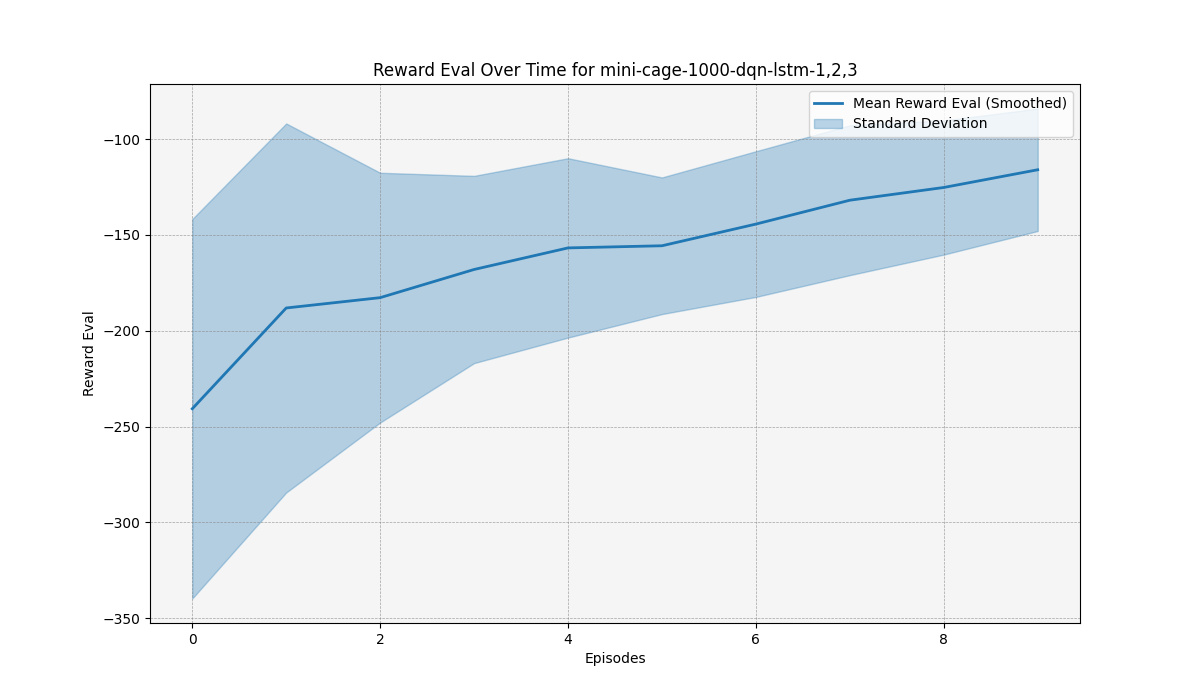 Reward Eval Over Time for mini-cage-1000-dqn-lstm-1,2,3
Mean Reward Eval (Smoothed)
Standard Deviation
Reward Eval
−100
−150
−200
−250
−300
−350
0 2 4 6 8
Episodes